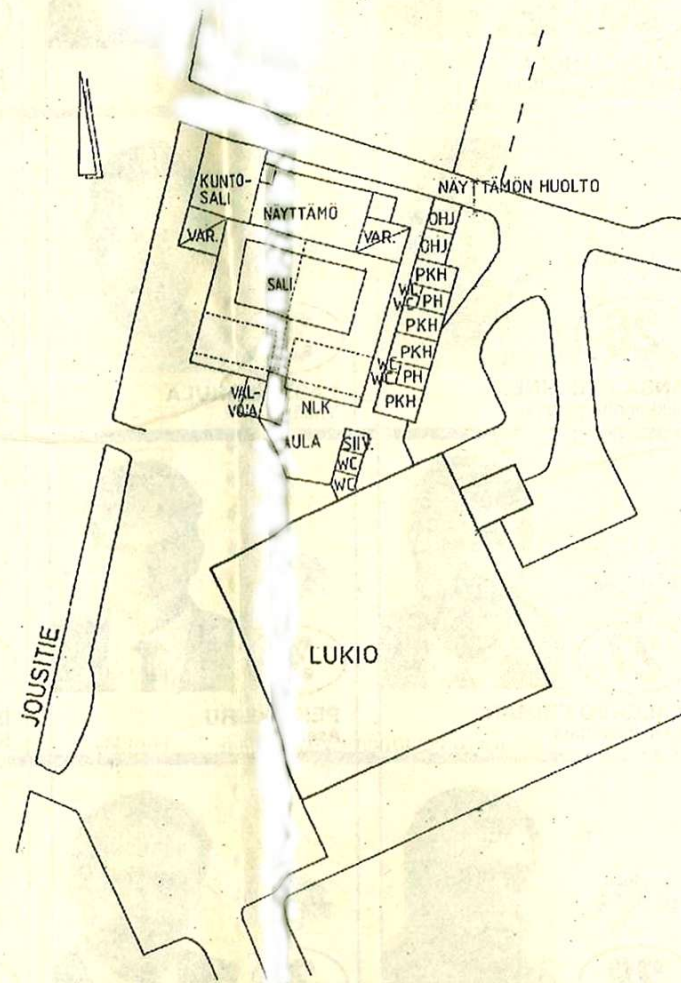 NÄYTTÄMÖN HUOLTO
KUNTO-
SALI
NÄYTTÄMÖ
OHJ
OHJ
VAR.
VAR.
PKH
WC
WC
PH
SALI
PKH
PKH
WC
WC
PH
PKH
VAL-
VOJA
NLK
AULA
SIIV.
WC
WC
LUKIO
JOUSITIE